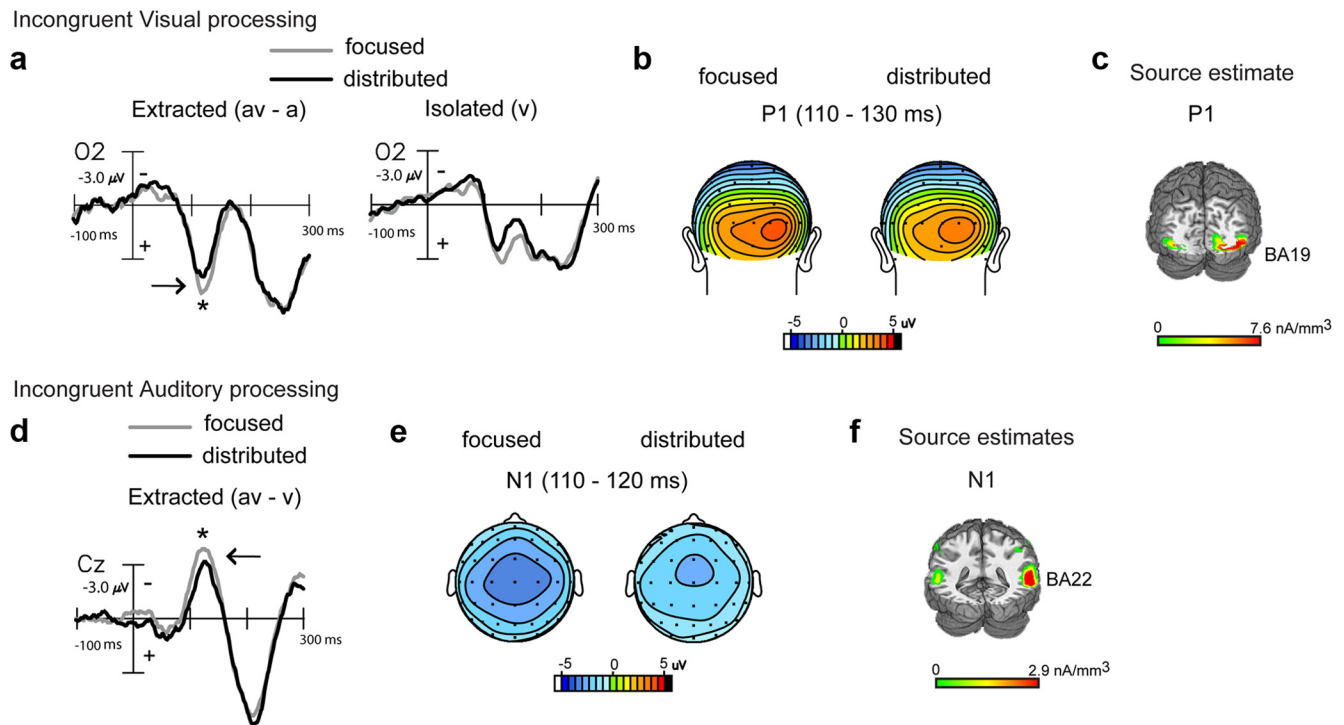 Incongruent Visual processing
a
focused
distributed
Extracted (av - a)
Isolated (v)
O2
-3.0 µV
-
+
-100 ms
300 ms
*
O2
-3.0 µV
-
+
-100 ms
300 ms
b
focused
distributed
P1 (110 - 130 ms)
-5
0
5
uV
c
Source estimate
P1
BA19
0
7.6 nA/mm³
Incongruent Auditory processing
d
focused
distributed
Extracted (av - v)
*
Cz
-3.0 µV
-
+
-100 ms
300 ms
e
focused
distributed
N1 (110 - 120 ms)
-5
0
5
uV
f
Source estimates
N1
BA22
0
2.9 nA/mm³